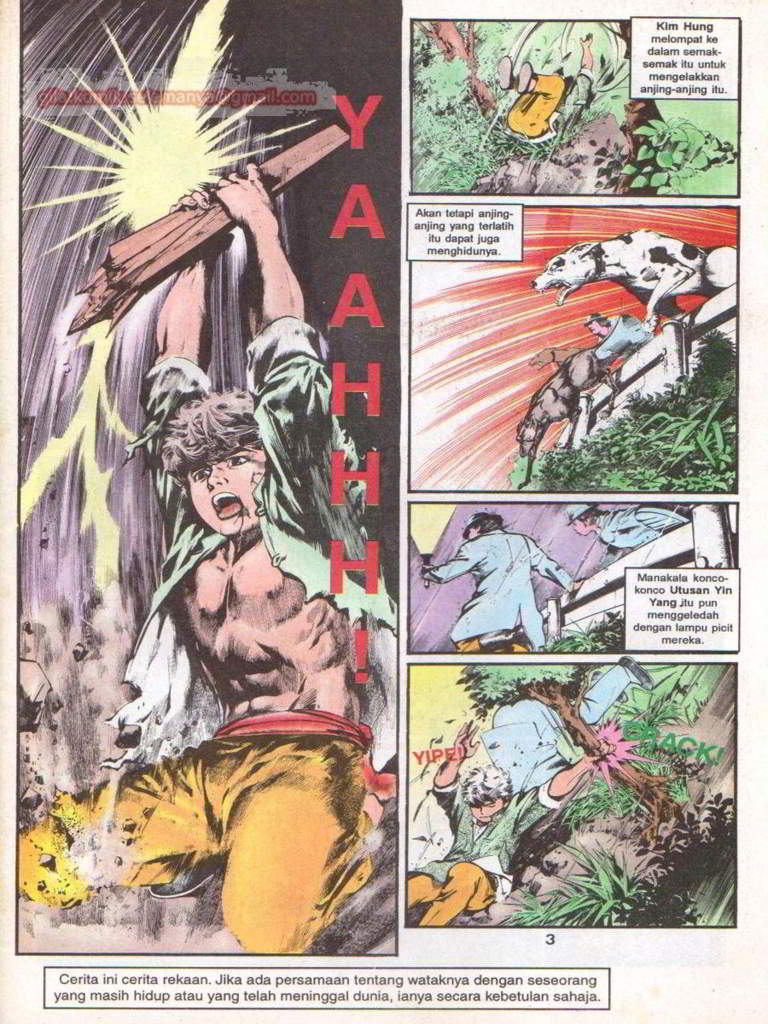 gilerkomikselamanya@gmail.com
YAAHHH!
Kim Hung
melompat ke
dalam semak-
semak itu untuk
mengelakkan
anjing-anjing itu.
Akan tetapi anjing-
anjing yang terlatih
itu dapat juga
menghidunya.
Manakala konco-
konco Utusan Yin
Yang itu pun
menggeledah
dengan lampu picit
mereka.
YIPE!
CRACK!
3
Cerita ini cerita rekaan. Jika ada persamaan tentang wataknya dengan seseorang
yang masih hidup atau yang telah meninggal dunia, ianya secara kebetulan sahaja.